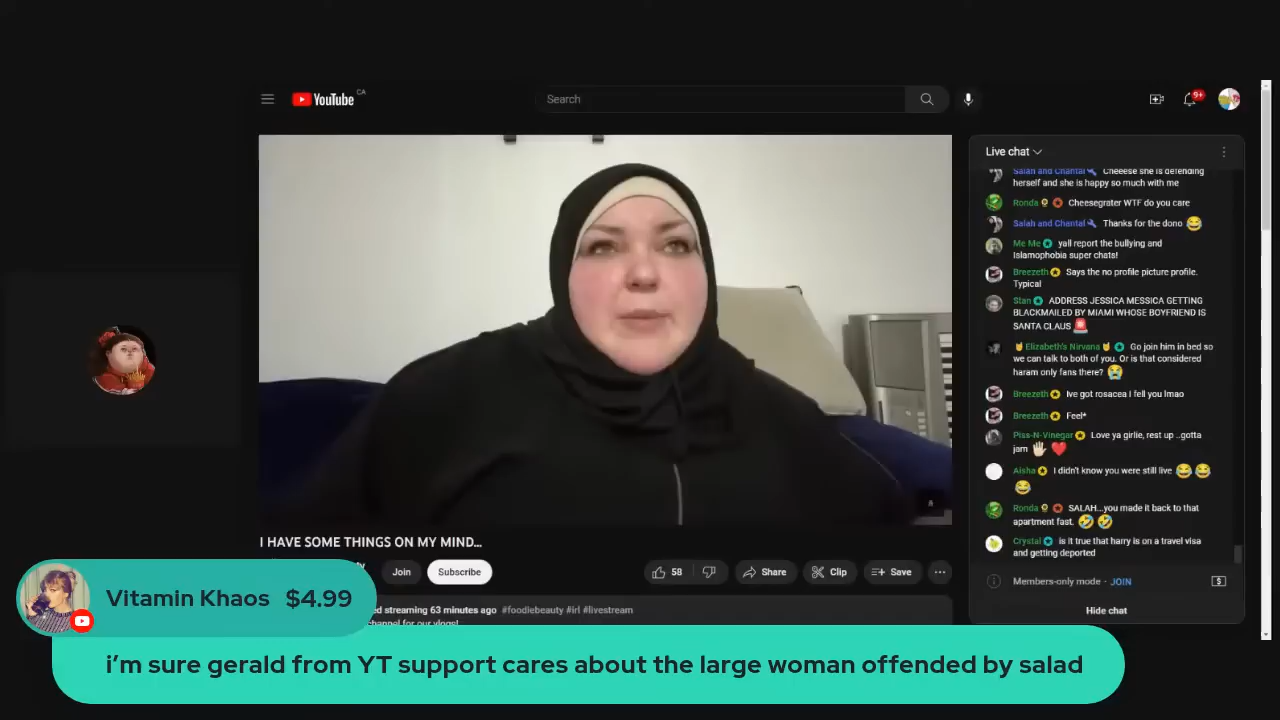 YouTube CA
Search
9+
Live chat
Salah and Chantal Cheeese she is defending
herself and she is happy so much with me
Ronda Cheesegrater WTF do you care
Salah and Chantal Thanks for the dono 😂
Me Me yall report the bullying and
Islamophobia super chats!
Breezeth Says the no profile picture profile.
Typical
Stan ADDRESS JESSICA MESSICA GETTING
BLACKMAILED BY MIAMI WHOSE BOYFRIEND IS
SANTA CLAUS 🚨
🤘Elizabeth's Nirvana🤘 Go join him in bed so
we can talk to both of you. Or is that considered
haram only fans there? 😭
Breezeth Ive got rosacea I fell you lmao
Breezeth Feel*
Piss-N-Vinegar Love ya girlie, rest up ..gotta
jam 🖐🏻 ❤️
Aisha I didn't know you were still live 😂 😂
😂
Ronda SALAH...you made it back to that
apartment fast. 🤣 🤣
Crystal is it true that harry is on a travel visa
and getting deported
Members-only mode - JOIN
$
Hide chat
I HAVE SOME THINGS ON MY MIND...
Join
Subscribe
58
Share
Clip
Save
ed streaming 63 minutes ago #foodiebeauty #irl #livestream
channel for our vlogs!
Vitamin Khaos $4.99
i'm sure gerald from YT support cares about the large woman offended by salad